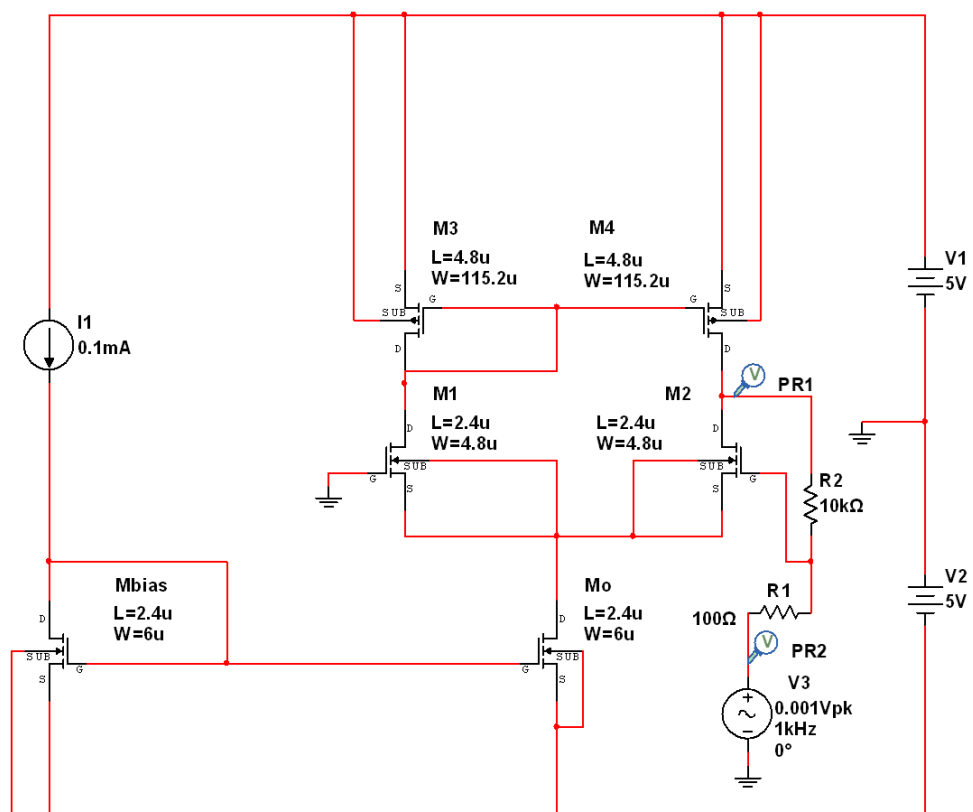 M3
L=4.8u
W=115.2u
M4
L=4.8u
W=115.2u
V1
5V
S
G
SUB
D
S
G
SUB
D
I1
0.1mA
V
PR1
M1
L=2.4u
W=4.8u
M2
L=2.4u
W=4.8u
D
SUB
G
S
D
SUB
G
S
R2
10kΩ
Mbias
L=2.4u
W=6u
Mo
L=2.4u
W=6u
R1
100Ω
V2
5V
D
SUB
G
S
D
SUB
G
S
V
PR2
V3
0.001Vpk
1kHz
0°